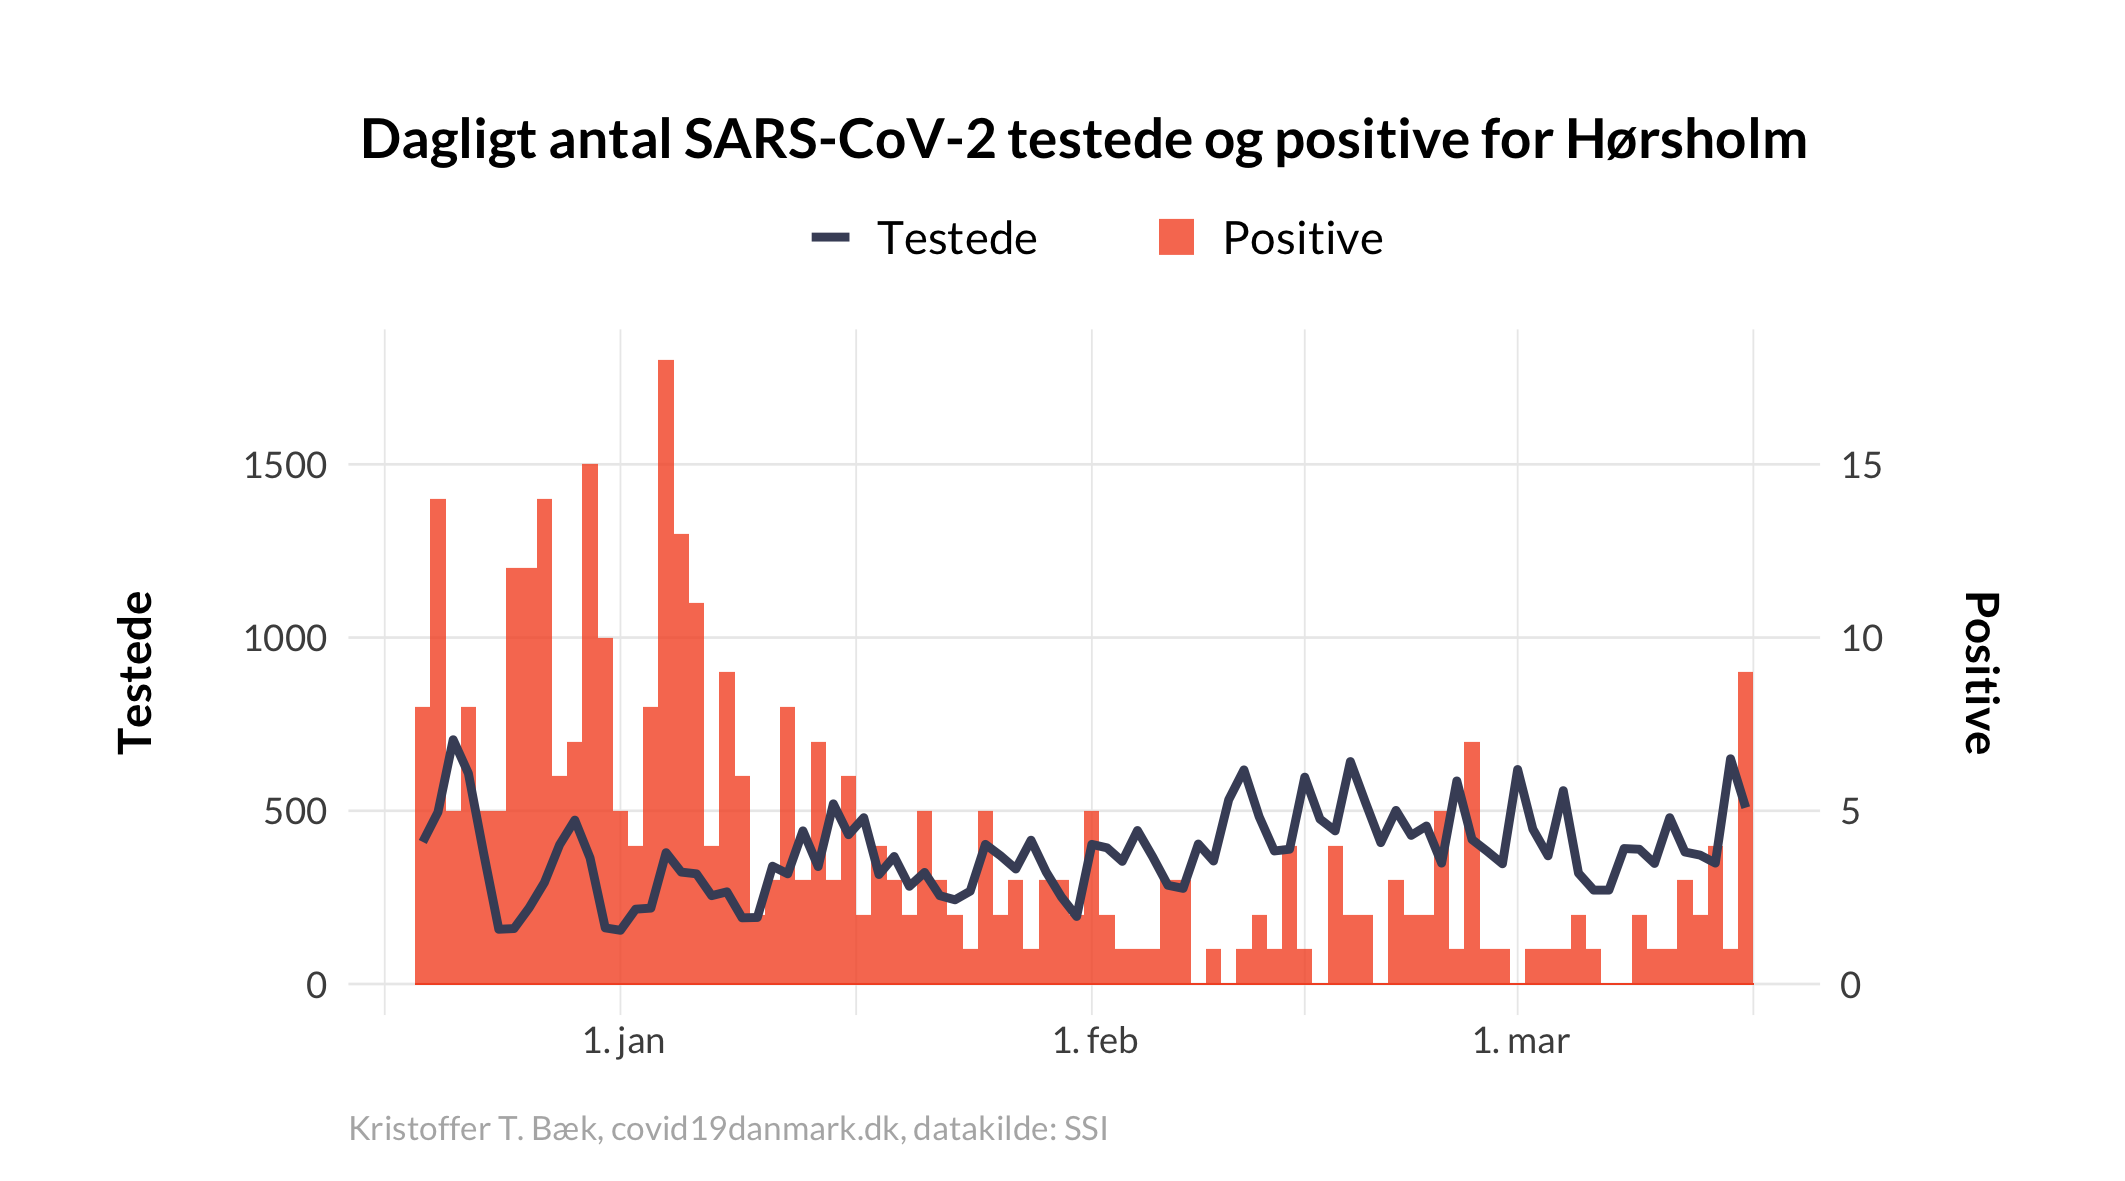 Dagligt antal SARS-CoV-2 testede og positive for Hørsholm
Testede Positive
Testede
1500
1000
500
0
15
10
5
0
Positive
1. jan 1. feb 1. mar
Kristoffer T. Bæk, covid19danmark.dk, datakilde: SSI